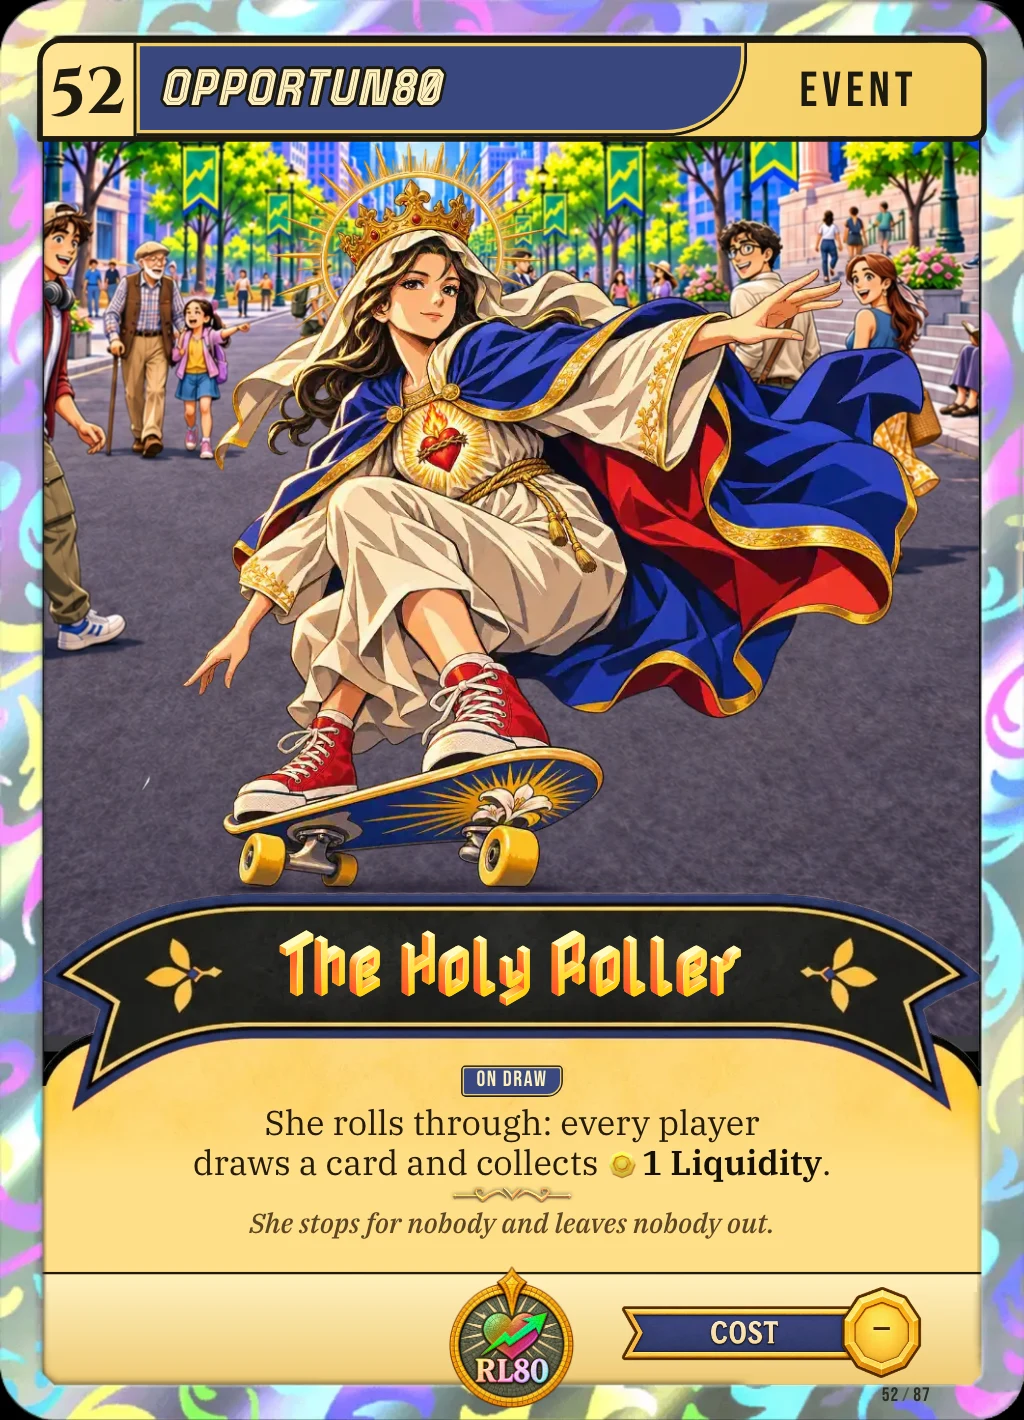 52
OPPORTUN80
EVENT
The Holy Roller
ON DRAW
She rolls through: every player
draws a card and collects 1 Liquidity.
She stops for nobody and leaves nobody out.
RL80
COST
–
52 / 87